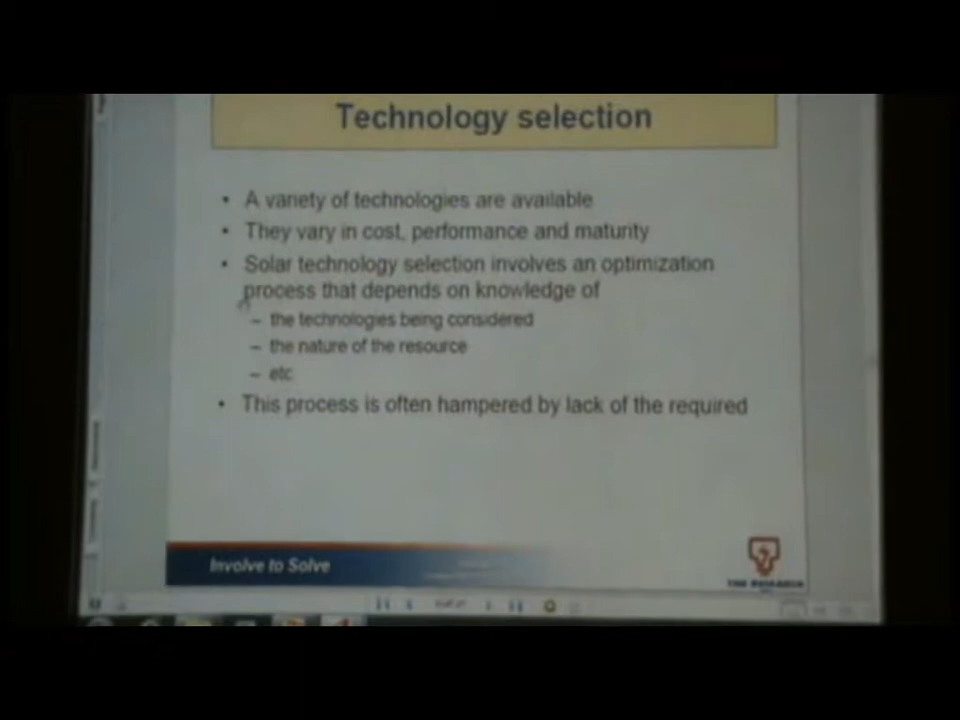 Technology selection
• A variety of technologies are available
• They vary in cost, performance and maturity
• Solar technology selection involves an optimization
process that depends on knowledge of
– the technologies being considered
– the nature of the resource
– etc
• This process is often hampered by lack of the required
Involve to Solve
THE RESEARCH